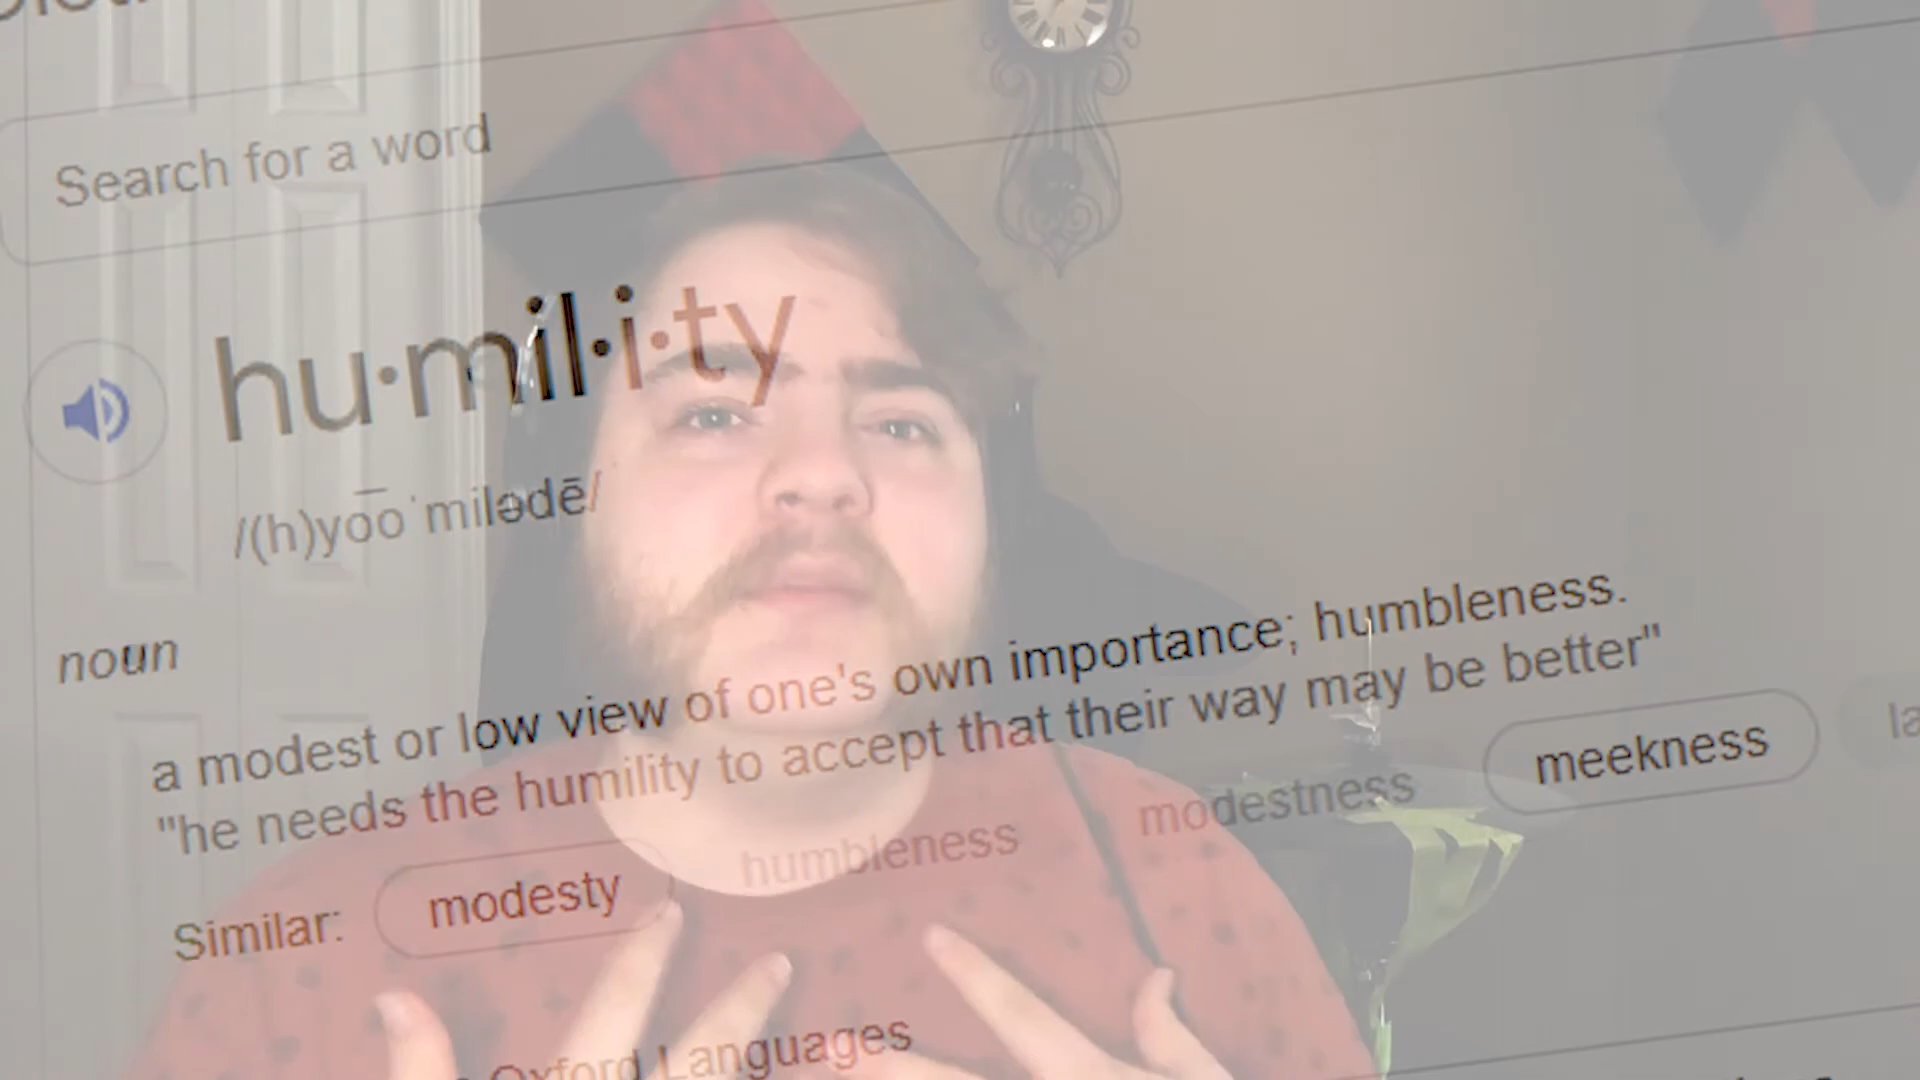 Search for a word
hu·mil·i·ty
/(h)yo͞oˈmilədē/
noun
a modest or low view of one's own importance; humbleness.
"he needs the humility to accept that their way may be better"
Similar: modesty humbleness modestness meekness
Oxford Languages